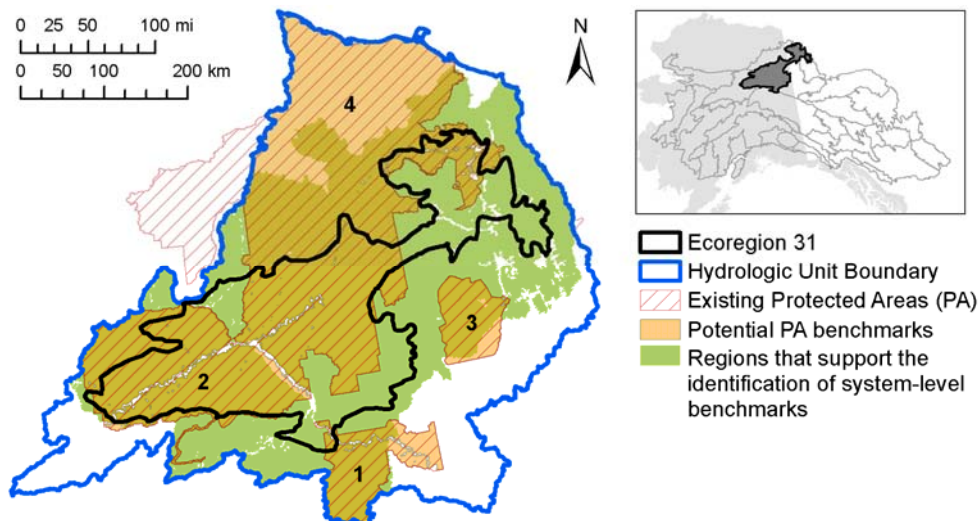 0 25 50 100 mi
0 50 100 200 km
N
4
3
2
1
Ecoregion 31
Hydrologic Unit Boundary
Existing Protected Areas (PA)
Potential PA benchmarks
Regions that support the
identification of system-level
benchmarks